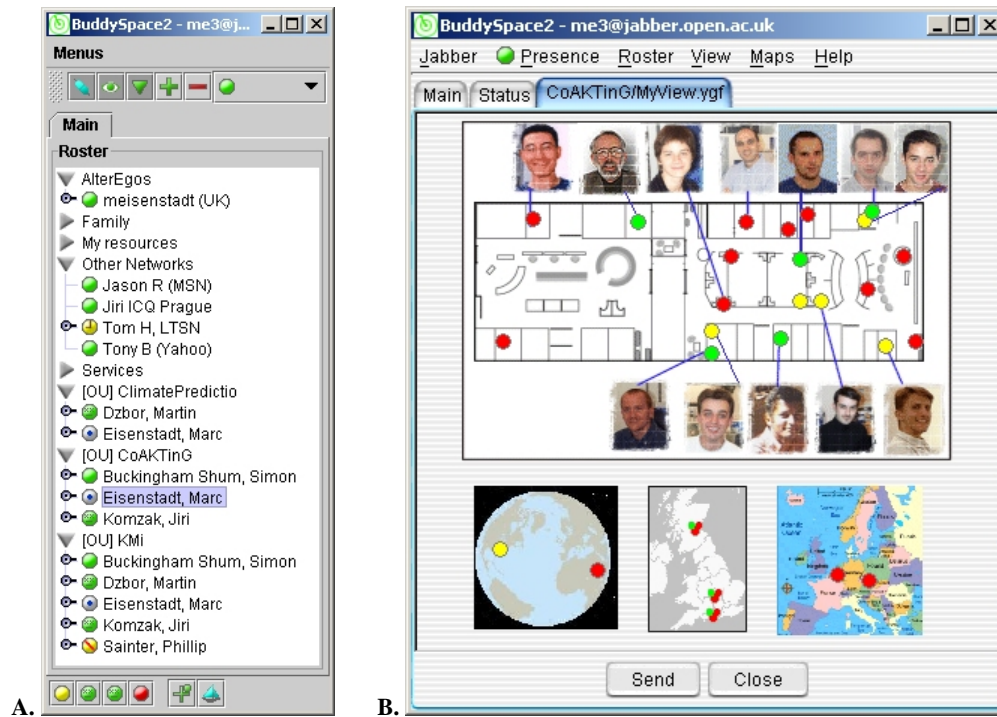 BuddySpace2 - me3@j...
Menus
Main
Roster
AlterEgos
meisenstadt (UK)
Family
My resources
Other Networks
Jason R (MSN)
Jiri ICQ Prague
Tom H, LTSN
Tony B (Yahoo)
Services
[OU] ClimatePredictio
Dzbor, Martin
Eisenstadt, Marc
[OU] CoAKTinG
Buckingham Shum, Simon
Eisenstadt, Marc
Komzak, Jiri
[OU] KMi
Buckingham Shum, Simon
Dzbor, Martin
Eisenstadt, Marc
Komzak, Jiri
Sainter, Phillip
A.
BuddySpace2 - me3@jabber.open.ac.uk
Jabber Presence Roster View Maps Help
Main Status CoAKTinG/MyView.ygf
Send Close
B.